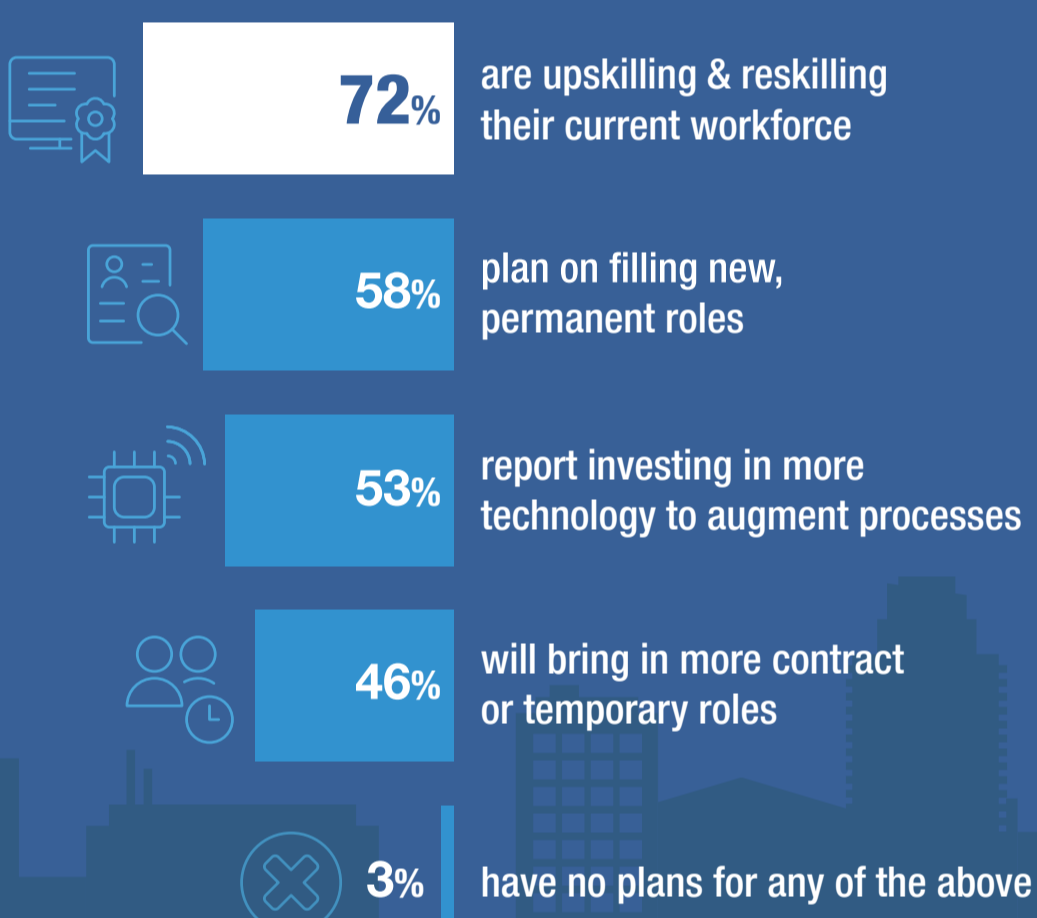 72%
are upskilling & reskilling
their current workforce
58%
plan on filling new,
permanent roles
53%
report investing in more
technology to augment processes
46%
will bring in more contract
or temporary roles
3%
have no plans for any of the above